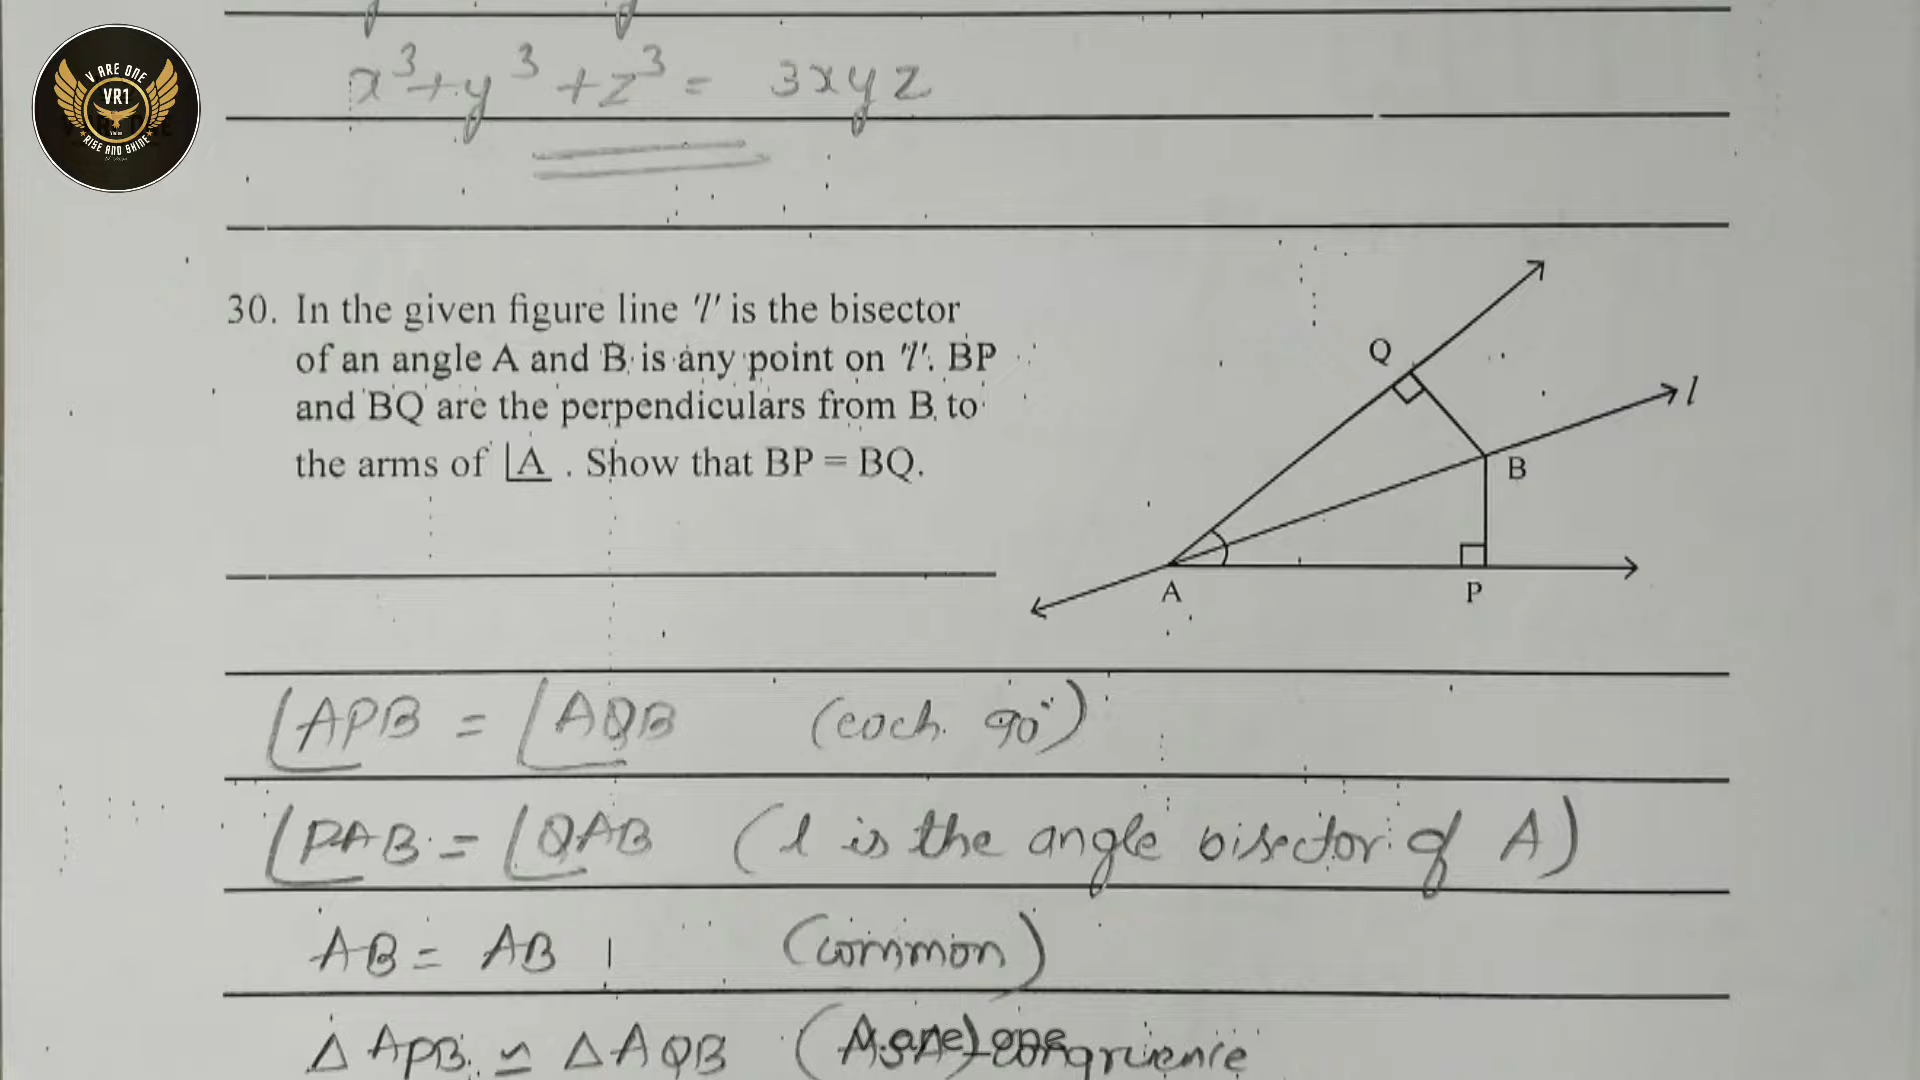 V ARE ONE
VR1
RISE AND SHINE
x³+y³+z³= 3xyz
30. In the given figure line 'l' is the bisector
of an angle A and B is any point on 'l'. BP
and BQ are the perpendiculars from B to
the arms of ∠A . Show that BP = BQ.
Q
l
B
A
P
∠APB = ∠AQB (each 90°)
∠PAB = ∠QAB (l is the angle bisector of A)
AB = AB (common)
△APB ≅ △AQB ( congruence